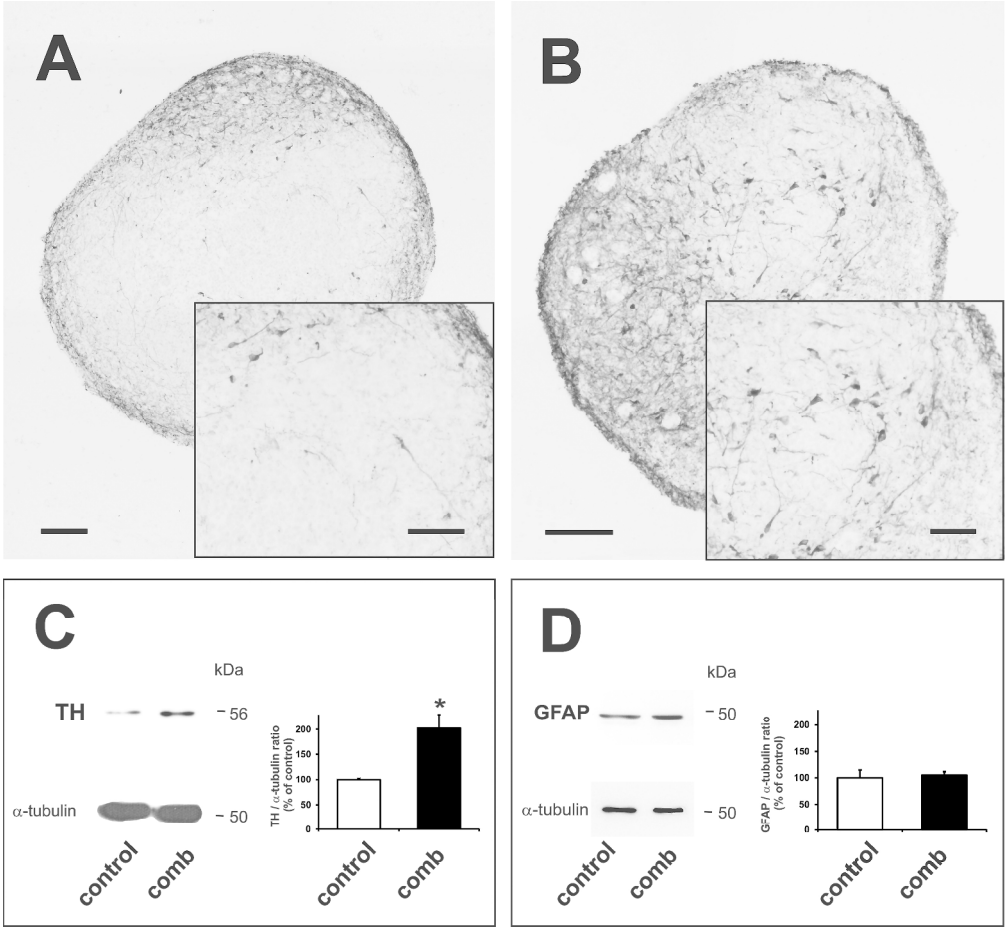 A
B
C
kDa
TH
- 56
α-tubulin
- 50
control
comb
TH / α-tubulin ratio
(% of control)
200
150
100
50
0
*
control
comb
D
kDa
GFAP
- 50
α-tubulin
- 50
control
comb
GFAP / α-tubulin ratio
(% of control)
200
150
100
50
0
control
comb